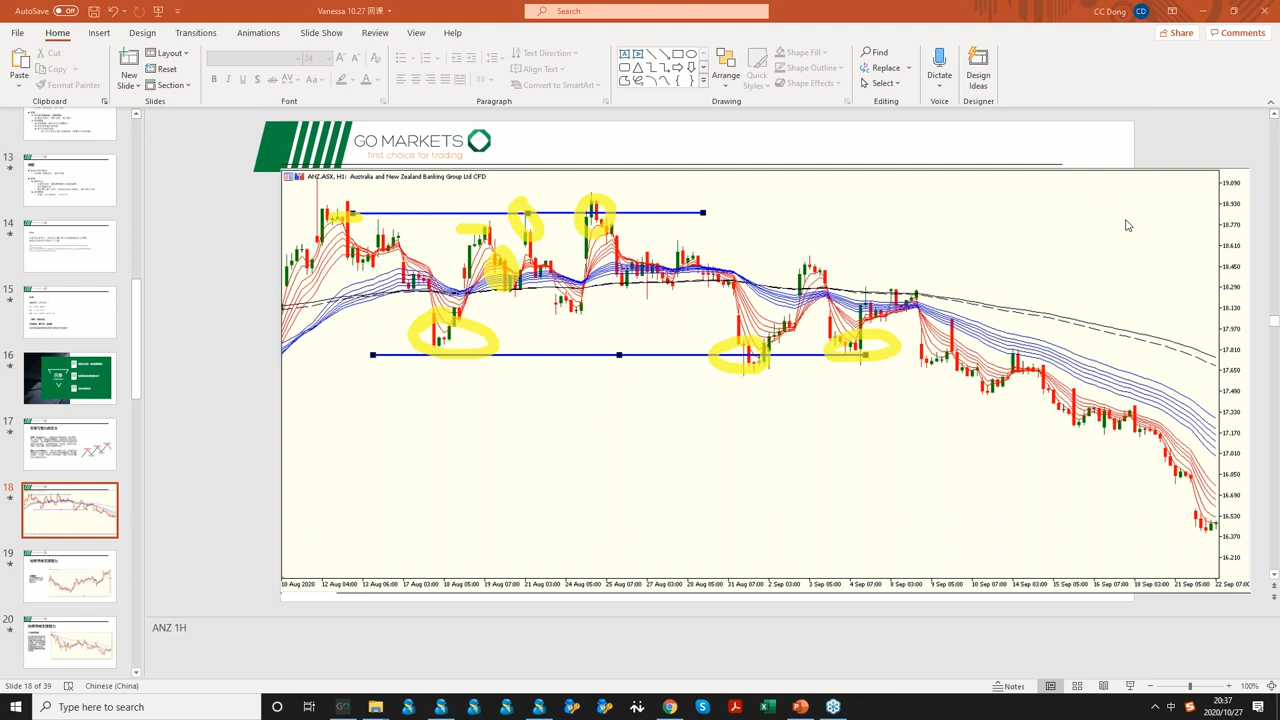 AutoSave Off
Vanessa 10.27 网课
Search
CC Dong CD
File Home Insert Design Transitions Animations Slide Show Review View Help
Share Comments
Paste
Cut
Copy
Format Painter
Clipboard
New Slide
Layout
Reset
Section
Slides
24
Font
Text Direction
Align Text
Convert to SmartArt
Paragraph
Arrange
Quick Styles
Shape Fill
Shape Outline
Shape Effects
Drawing
Find
Replace
Select
Editing
Dictate
Voice
Design Ideas
Designer
13
14
15
16
17
18
19
20
GO MARKETS
first choice for trading
ANZ.ASX, H1: Australia and New Zealand Banking Group Ltd CFD
19.090
18.930
18.770
18.610
18.450
18.290
18.130
17.970
17.810
17.650
17.490
17.330
17.170
17.010
16.850
16.690
16.530
16.370
16.210
10 Aug 2020 12 Aug 04:00 13 Aug 06:00 17 Aug 03:00 18 Aug 05:00 19 Aug 07:00 21 Aug 03:00 24 Aug 05:00 25 Aug 07:00 27 Aug 03:00 28 Aug 05:00 31 Aug 07:00 2 Sep 03:00 3 Sep 05:00 4 Sep 07:00 8 Sep 03:00 9 Sep 05:00 10 Sep 07:00 14 Sep 03:00 15 Sep 05:00 16 Sep 07:00 18 Sep 03:00 21 Sep 05:00 22 Sep 07:00
ANZ 1H
Slide 18 of 39 Chinese (China) Notes 100%
Type here to search
中
20:37
2020/10/27